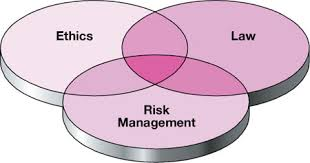 Ethics
Law
Risk
Management